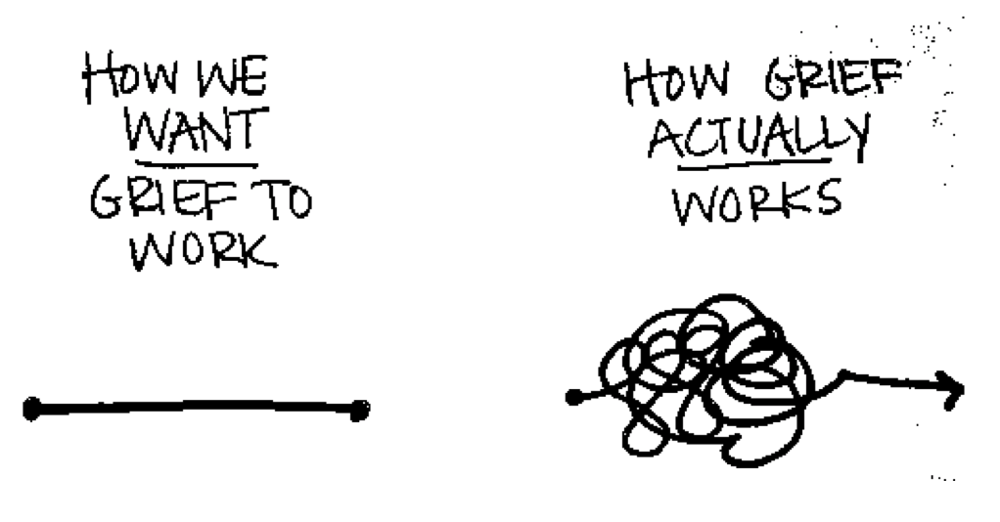 HOW WE
WANT
GRIEF TO
WORK
HOW GRIEF
ACTUALLY
WORKS